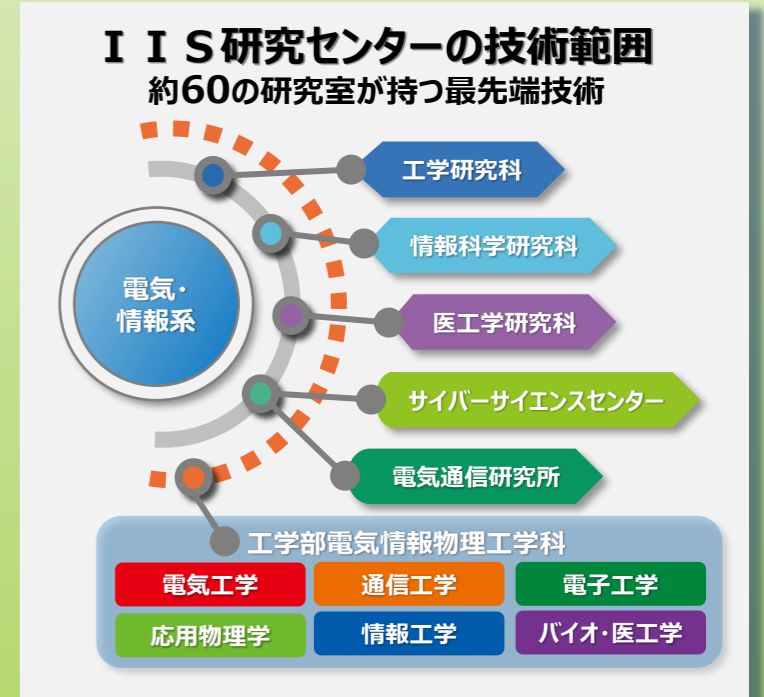 ＩＩＳ研究センターの技術範囲
約60の研究室が持つ最先端技術
工学研究科
情報科学研究科
電気・
情報系
医工学研究科
サイバーサイエンスセンター
電気通信研究所
工学部電気情報物理工学科
電気工学
通信工学
電子工学
応用物理学
情報工学
バイオ・医工学